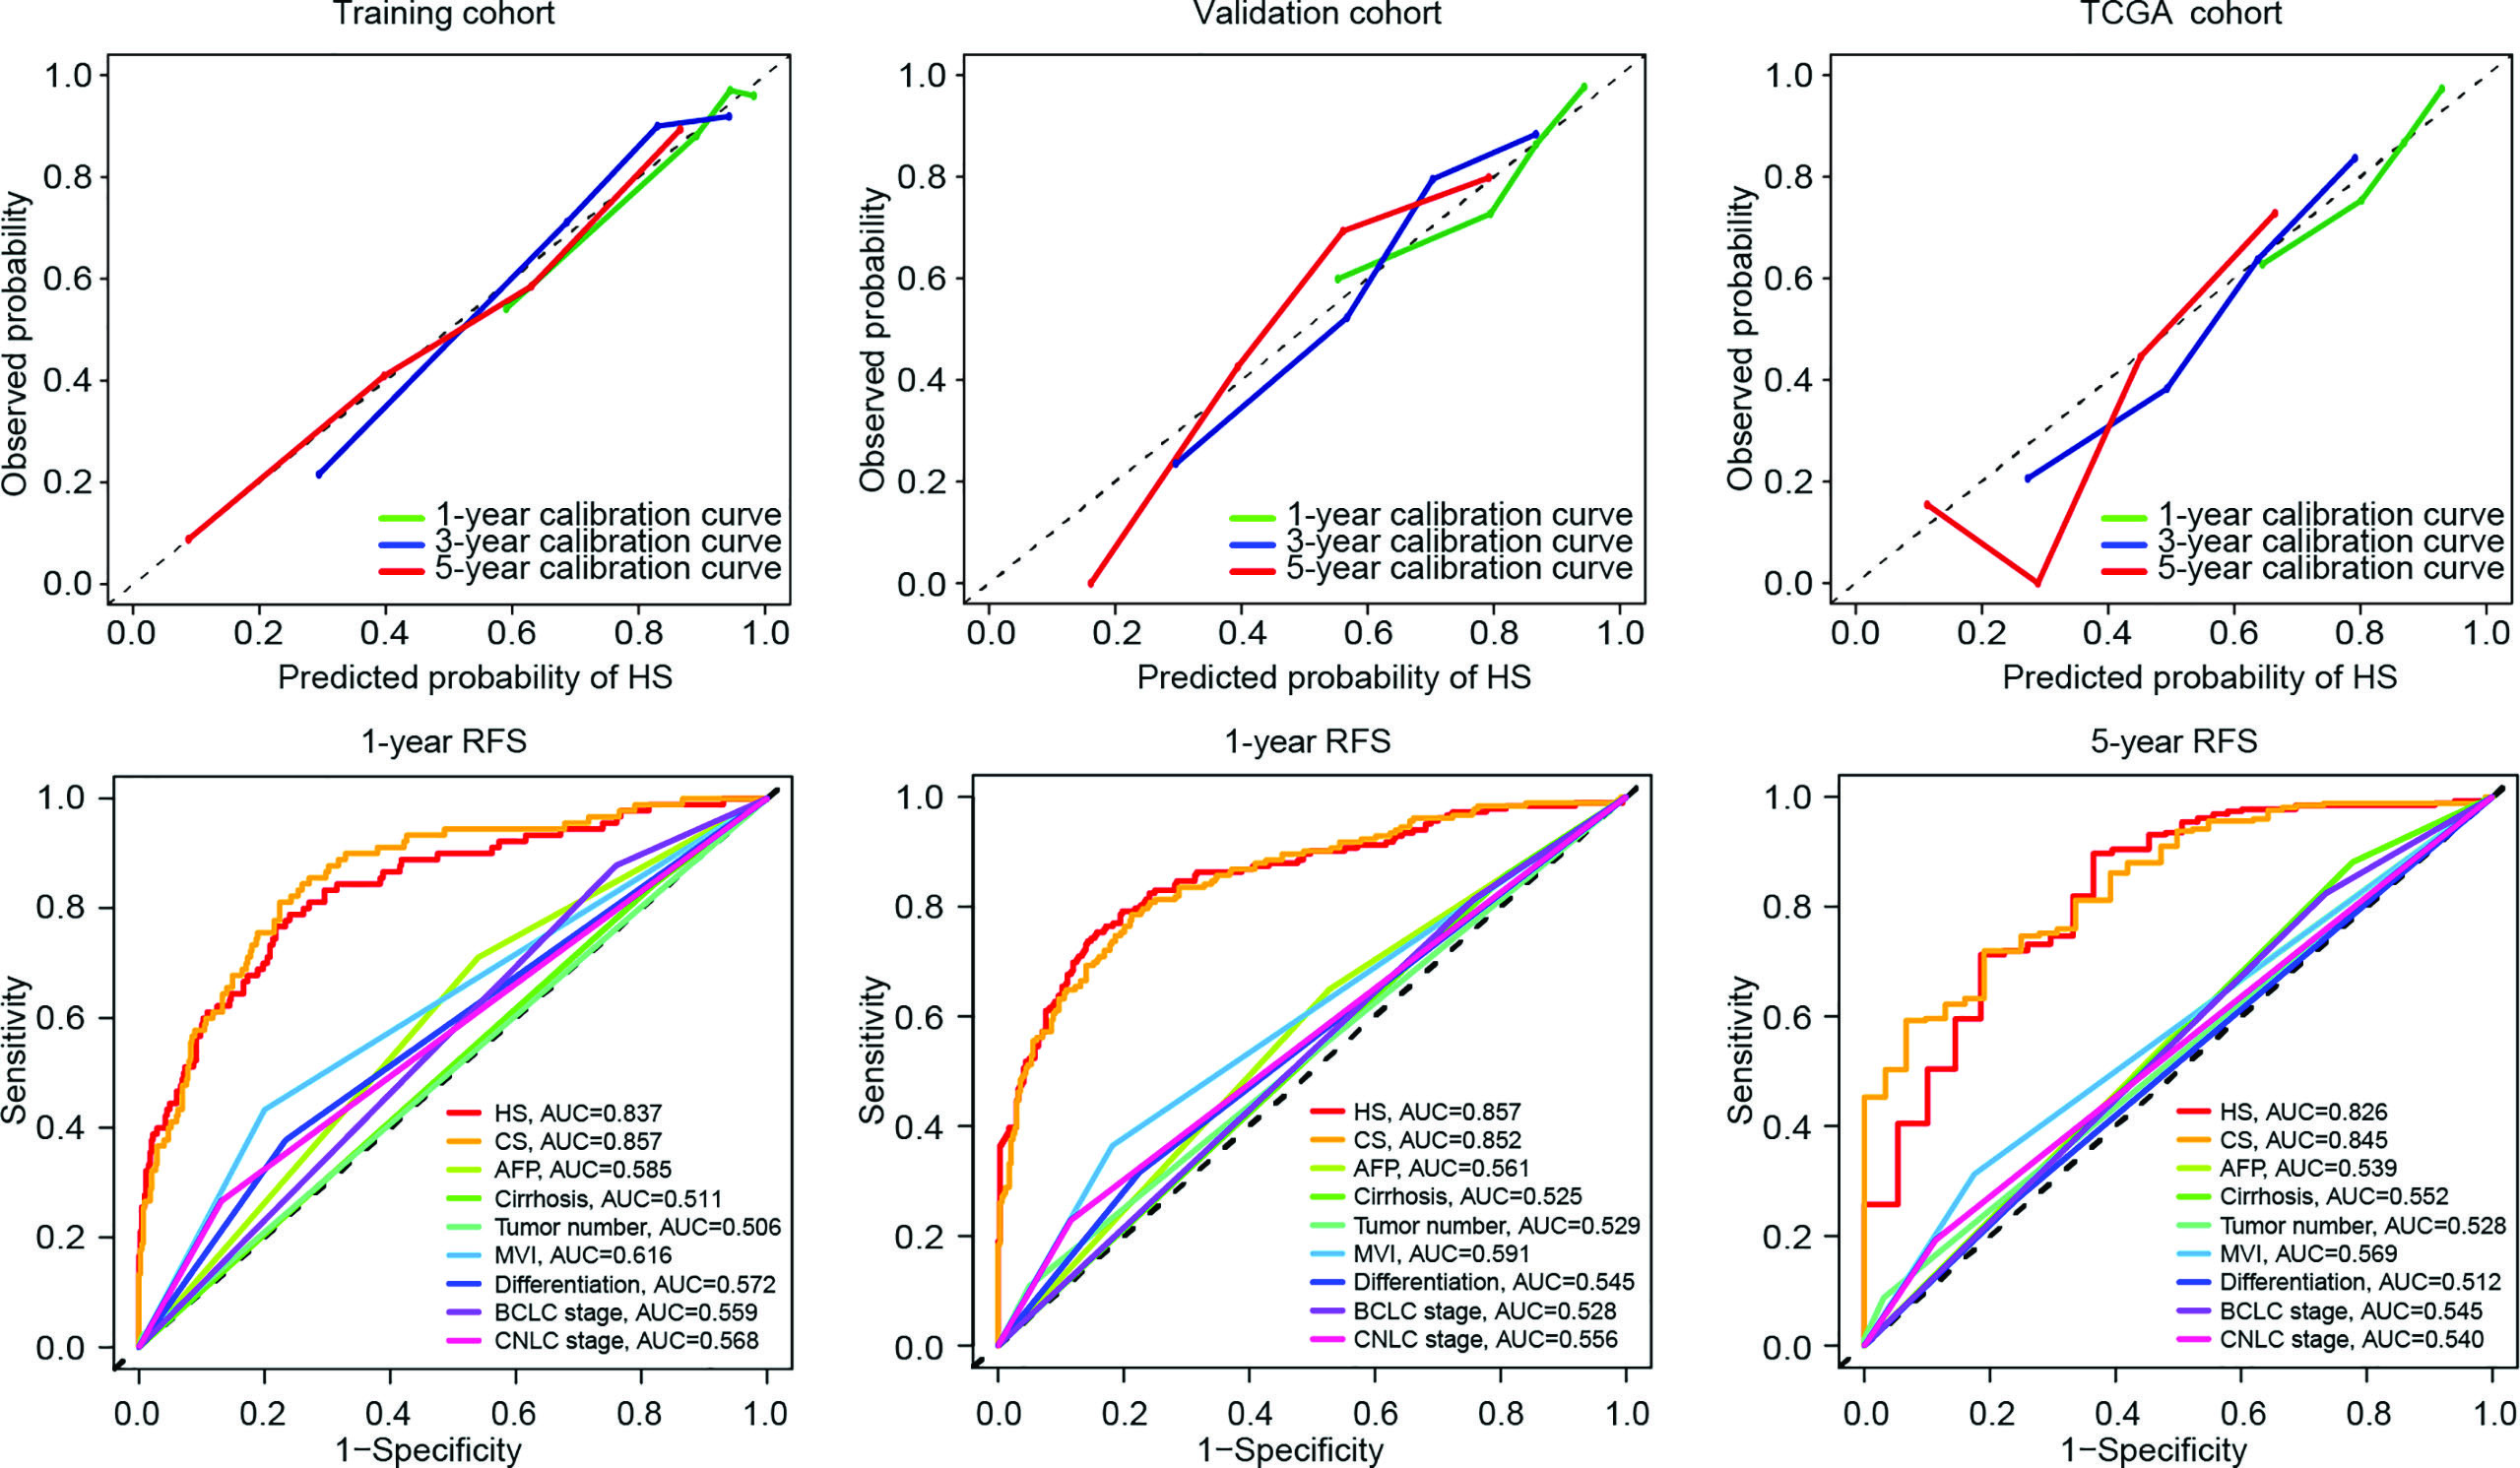 Training cohort
Observed probability
1.0
0.8
0.6
0.4
0.2
0.0
1-year calibration curve
3-year calibration curve
5-year calibration curve
0.0 0.2 0.4 0.6 0.8 1.0
Predicted probability of HS
Validation cohort
Observed probability
1.0
0.8
0.6
0.4
0.2
0.0
1-year calibration curve
3-year calibration curve
5-year calibration curve
0.0 0.2 0.4 0.6 0.8 1.0
Predicted probability of HS
TCGA cohort
Observed probability
1.0
0.8
0.6
0.4
0.2
0.0
1-year calibration curve
3-year calibration curve
5-year calibration curve
0.0 0.2 0.4 0.6 0.8 1.0
Predicted probability of HS
1-year RFS
Sensitivity
1.0
0.8
0.6
0.4
0.2
0.0
HS, AUC=0.837
CS, AUC=0.857
AFP, AUC=0.585
Cirrhosis, AUC=0.511
Tumor number, AUC=0.506
MVI, AUC=0.616
Differentiation, AUC=0.572
BCLC stage, AUC=0.559
CNLC stage, AUC=0.568
0.0 0.2 0.4 0.6 0.8 1.0
1−Specificity
1-year RFS
Sensitivity
1.0
0.8
0.6
0.4
0.2
0.0
HS, AUC=0.857
CS, AUC=0.852
AFP, AUC=0.561
Cirrhosis, AUC=0.525
Tumor number, AUC=0.529
MVI, AUC=0.591
Differentiation, AUC=0.545
BCLC stage, AUC=0.528
CNLC stage, AUC=0.556
0.0 0.2 0.4 0.6 0.8 1.0
1−Specificity
5-year RFS
Sensitivity
1.0
0.8
0.6
0.4
0.2
0.0
HS, AUC=0.826
CS, AUC=0.845
AFP, AUC=0.539
Cirrhosis, AUC=0.552
Tumor number, AUC=0.528
MVI, AUC=0.569
Differentiation, AUC=0.512
BCLC stage, AUC=0.545
CNLC stage, AUC=0.540
0.0 0.2 0.4 0.6 0.8 1.0
1−Specificity